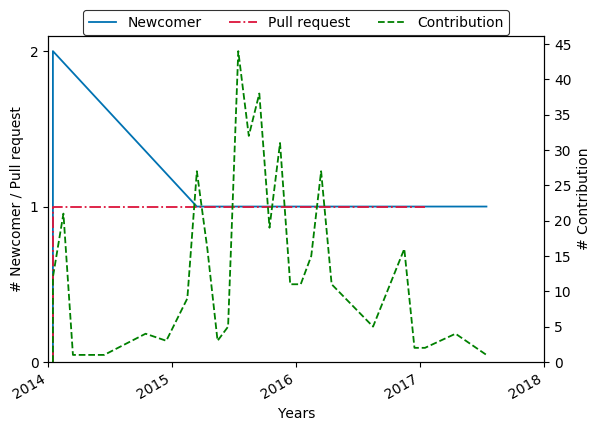 Newcomer Pull request Contribution
2
1
0
# Newcomer / Pull request
45
40
35
30
25
20
15
10
5
0
# Contribution
2014 2015 2016 2017 2018
Years